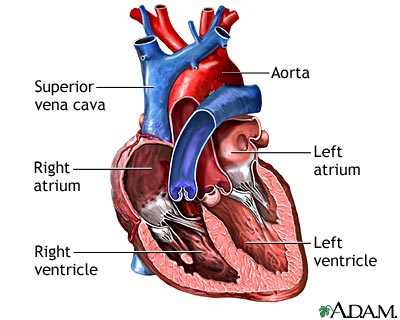 Aorta
Superior
vena cava
Right
atrium
Left
atrium
Right
ventricle
Left
ventricle
A.D.A.M.